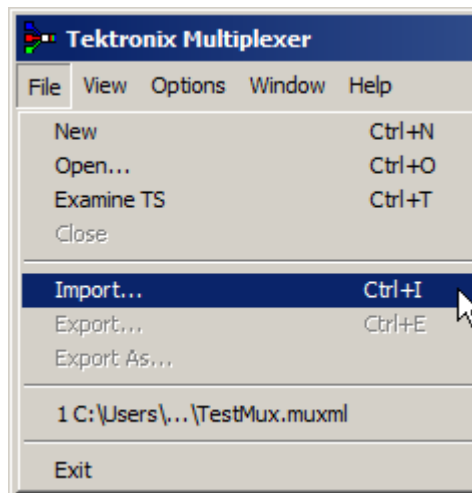 Tektronix Multiplexer
File View Options Window Help
New Ctrl+N
Open... Ctrl+O
Examine TS Ctrl+T
Close
Import... Ctrl+I
Export... Ctrl+E
Export As...
1 C:\Users\...\TestMux.muxml
Exit